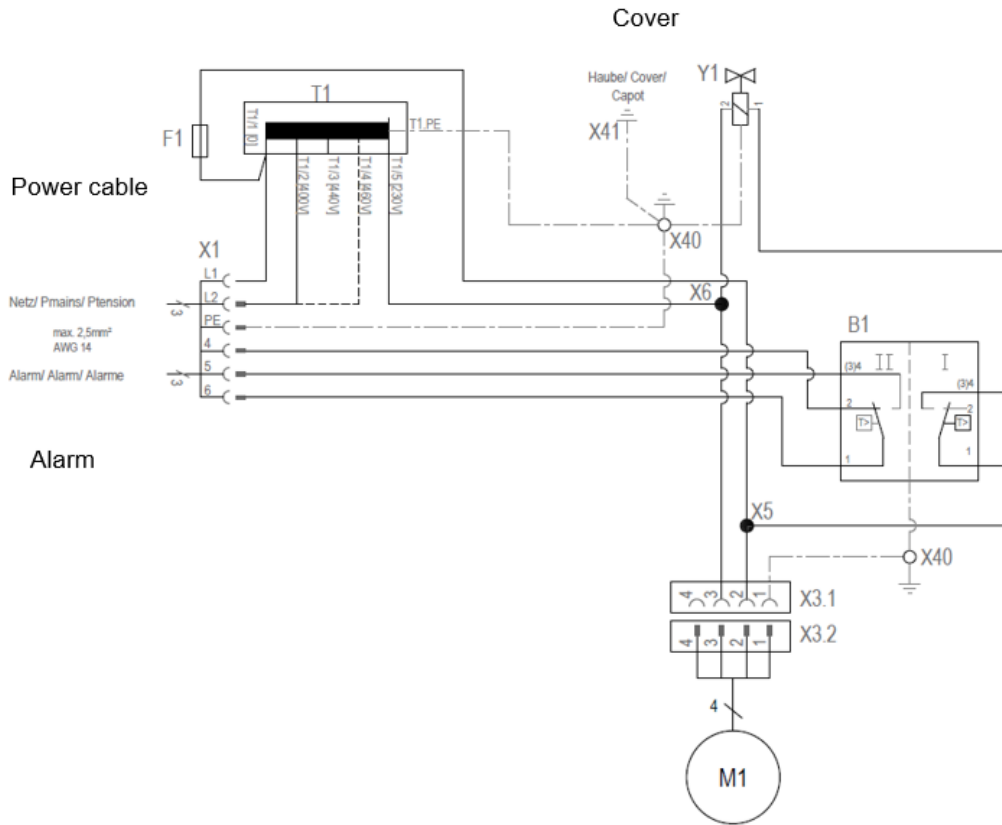 Cover
Haube/ Cover/
Capot
Y1
2
1
X41
T1
T1/1 [0]
T1.PE
F1
T1/2 [400V]
T1/3 [440V]
T1/4 [460V]
T1/5 [230V]
Power cable
X40
X1
L1
Netz/ Pmains/ Ptension
3
L2
X6
PE
max. 2,5mm²
AWG 14
B1
4
Alarm/ Alarm/ Alarme
3
5
(3)4
II
I
(3)4
6
2
2
T>
T>
1
1
Alarm
X5
X40
4
3
2
1
X3.1
4
3
2
1
X3.2
4
M1